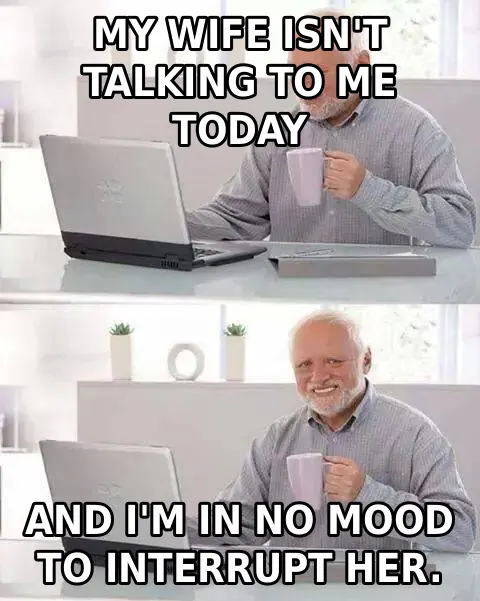 MY WIFE ISN'T
TALKING TO ME
TODAY
AND I'M IN NO MOOD
TO INTERRUPT HER.